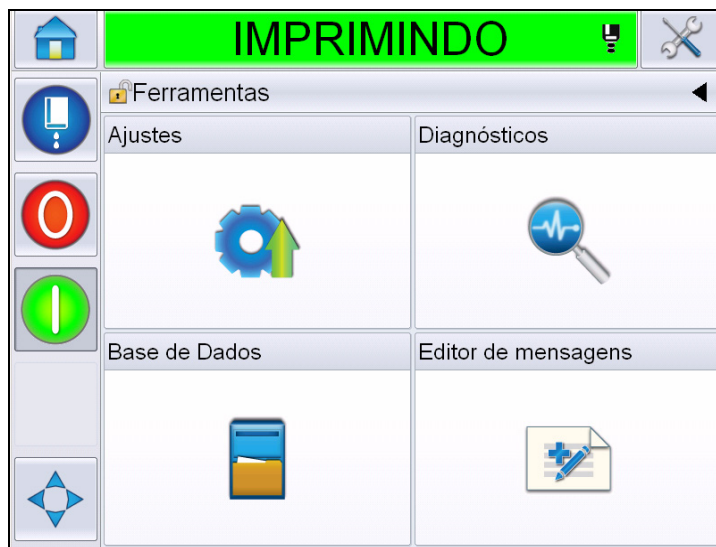 IMPRIMINDO
Ferramentas
Ajustes
Diagnósticos
Base de Dados
Editor de mensagens